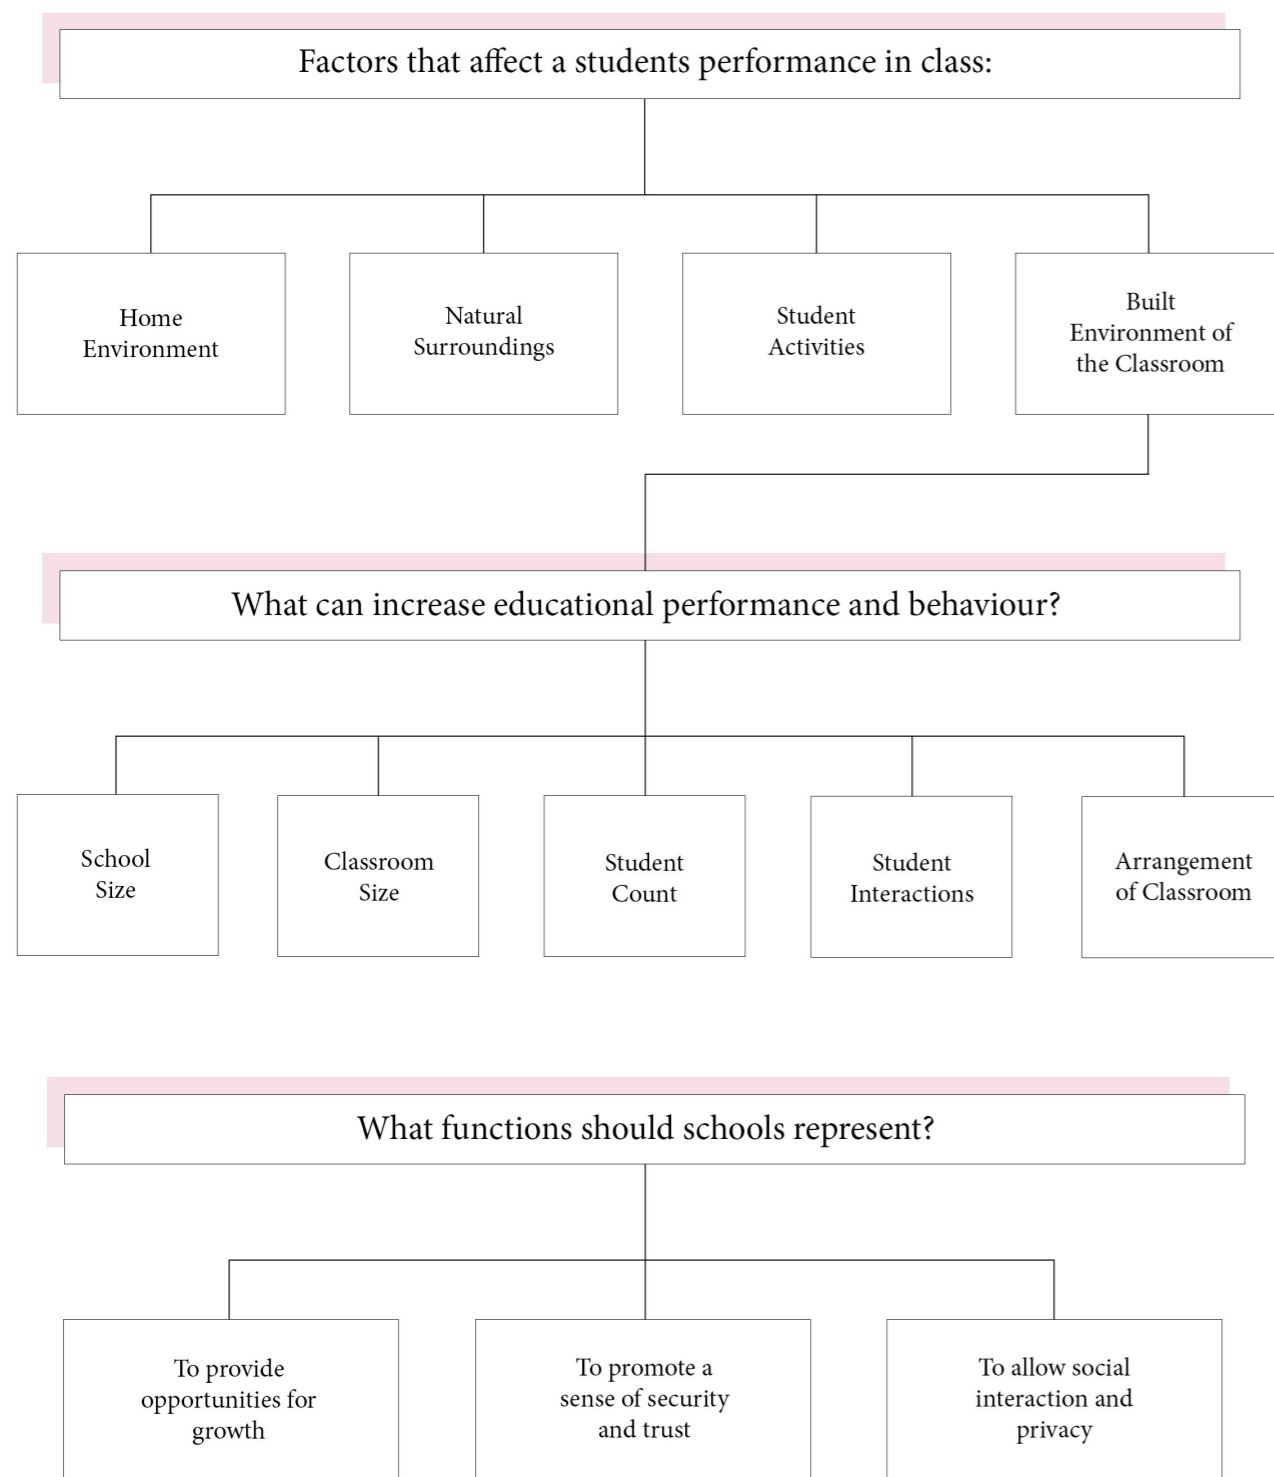 Factors that affect a students performance in class:
Home
Environment
Natural
Surroundings
Student
Activities
Built
Environment of
the Classroom
What can increase educational performance and behaviour?
School
Size
Classroom
Size
Student
Count
Student
Interactions
Arrangement
of Classroom
What functions should schools represent?
To provide
opportunities for
growth
To promote a
sense of security
and trust
To allow social
interaction and
privacy